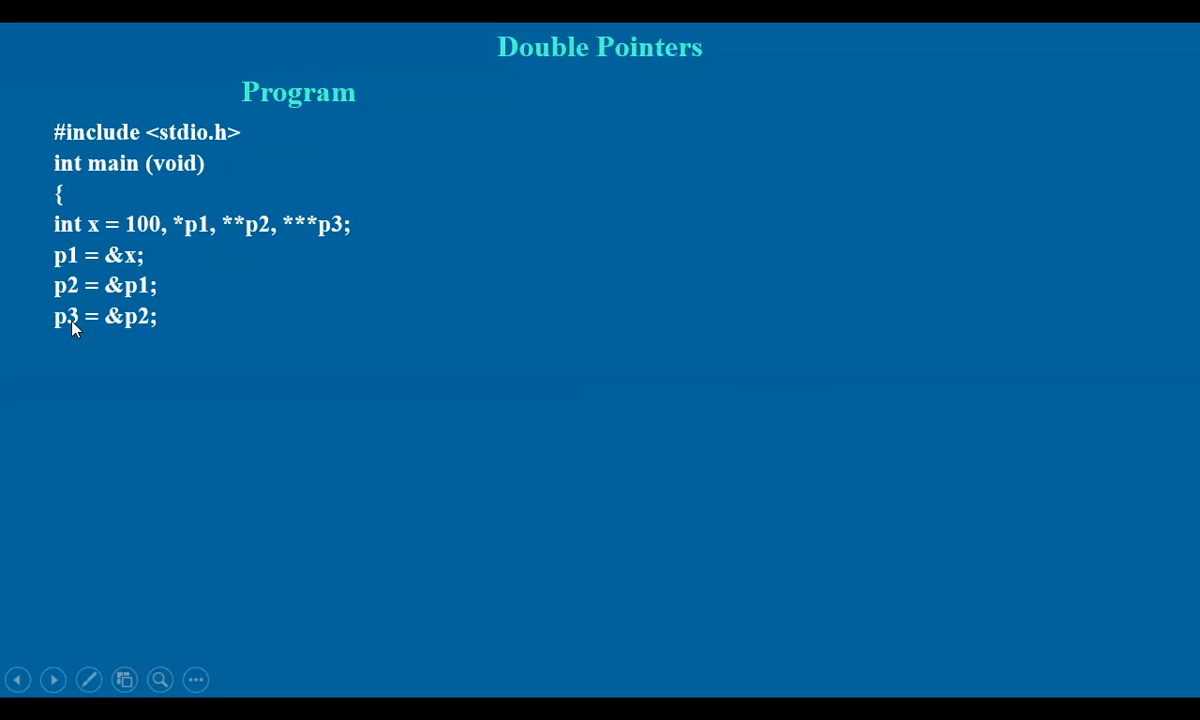 Double Pointers
Program
#include <stdio.h>
int main (void)
{
int x = 100, *p1, **p2, ***p3;
p1 = &x;
p2 = &p1;
p3 = &p2;